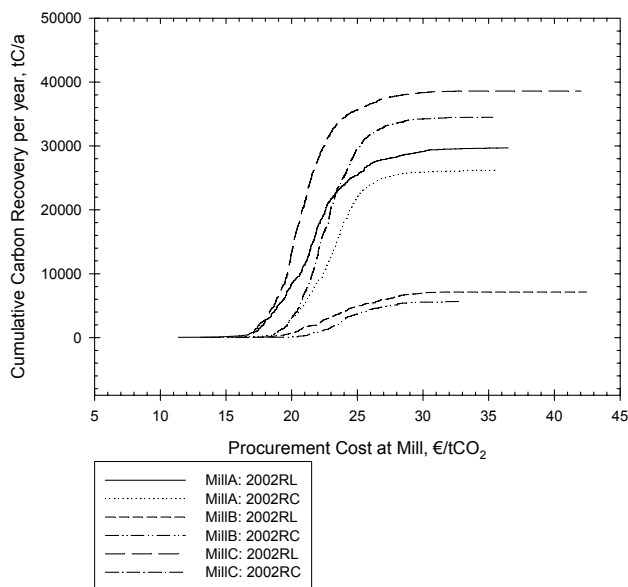 Cumulative Carbon Recovery per year, tC/a
50000
40000
30000
20000
10000
0
5 10 15 20 25 30 35 40 45
Procurement Cost at Mill, €/tCO2
MillA: 2002RL
MillA: 2002RC
MillB: 2002RL
MillB: 2002RC
MillC: 2002RL
MillC: 2002RC